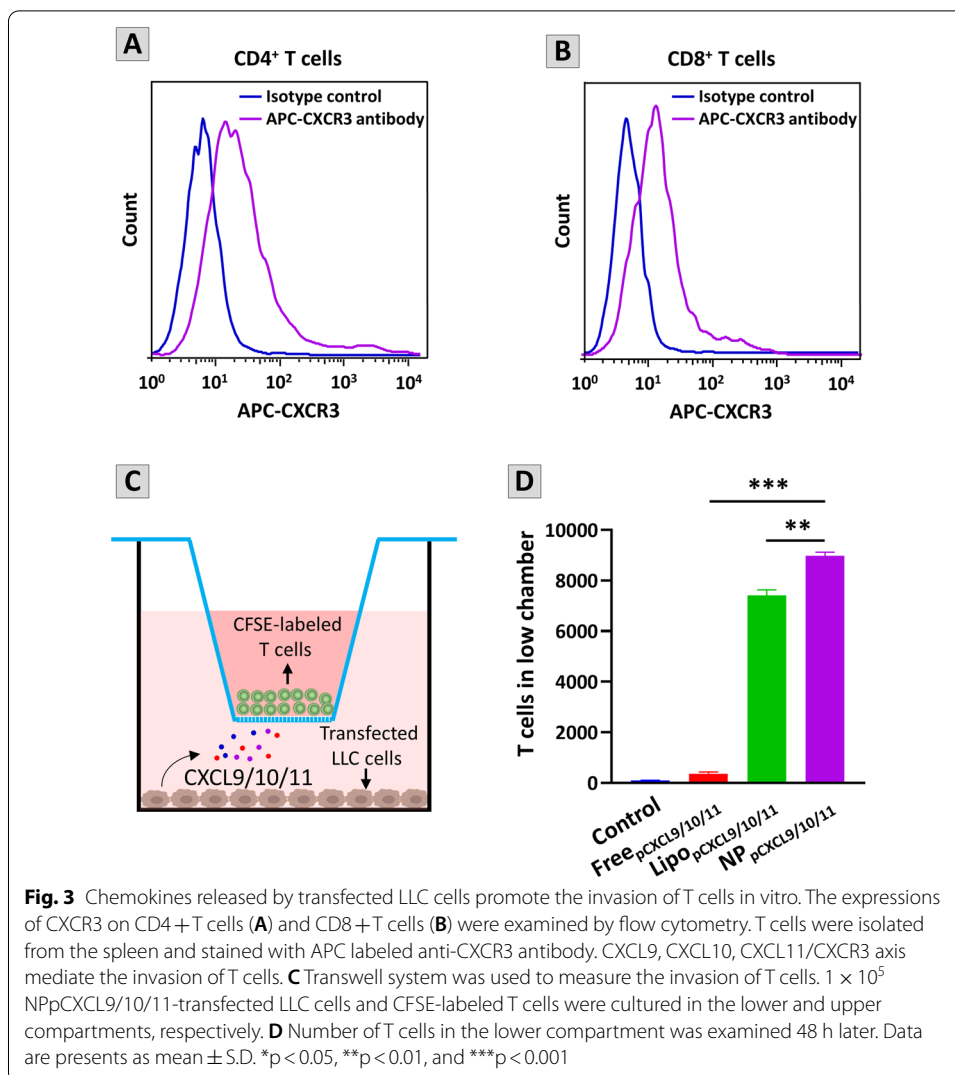 A
CD4⁺ T cells
Isotype control
APC-CXCR3 antibody
Count
10⁰ 10¹ 10² 10³ 10⁴
APC-CXCR3
B
CD8⁺ T cells
Isotype control
APC-CXCR3 antibody
Count
10⁰ 10¹ 10² 10³ 10⁴
APC-CXCR3
C
CFSE-labeled
T cells
Transfected
LLC cells
CXCL9/10/11
D
***
**
T cells in low chamber
10000
8000
6000
4000
2000
0
Control
Free pCXCL9/10/11
Lipo pCXCL9/10/11
NP pCXCL9/10/11
Fig. 3 Chemokines released by transfected LLC cells promote the invasion of T cells in vitro. The expressions
of CXCR3 on CD4+T cells (A) and CD8+T cells (B) were examined by flow cytometry. T cells were isolated
from the spleen and stained with APC labeled anti-CXCR3 antibody. CXCL9, CXCL10, CXCL11/CXCR3 axis
mediate the invasion of T cells. C Transwell system was used to measure the invasion of T cells. 1 × 10⁵
NPpCXCL9/10/11-transfected LLC cells and CFSE-labeled T cells were cultured in the lower and upper
compartments, respectively. D Number of T cells in the lower compartment was examined 48 h later. Data
are presents as mean ± S.D. *p < 0.05, **p < 0.01, and ***p < 0.001